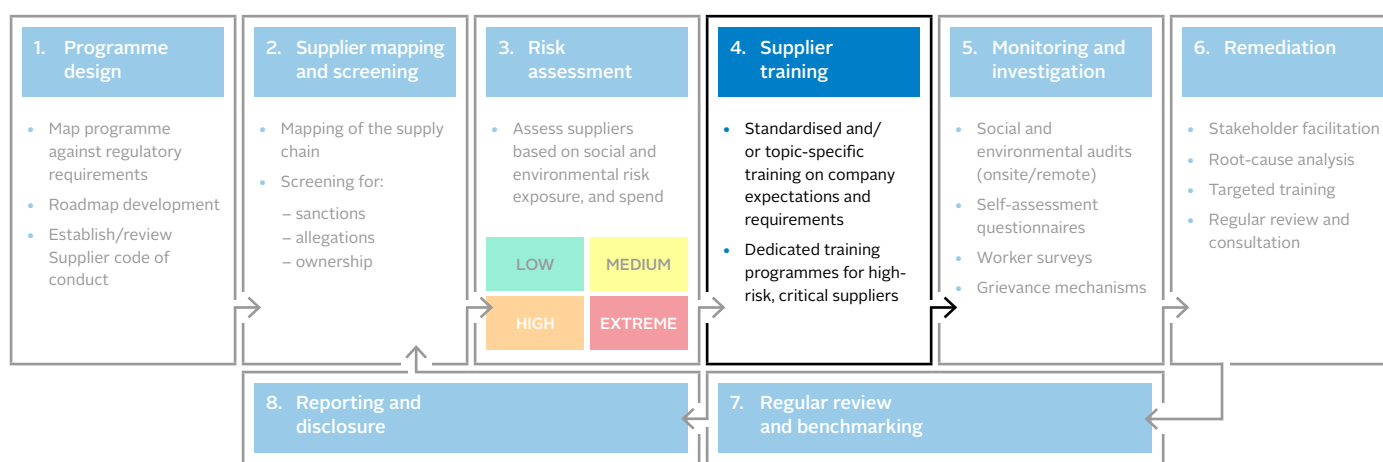 1. Programme
design
• Map programme
against regulatory
requirements
• Roadmap development
• Establish/review
Supplier code of
conduct
2. Supplier mapping
and screening
• Mapping of the supply
chain
• Screening for:
– sanctions
– allegations
– ownership
3. Risk
assessment
• Assess suppliers
based on social and
environmental risk
exposure, and spend
LOW
MEDIUM
HIGH
EXTREME
4. Supplier
training
• Standardised and/
or topic-specific
training on company
expectations and
requirements
• Dedicated training
programmes for high-
risk, critical suppliers
5. Monitoring and
investigation
• Social and
environmental audits
(onsite/remote)
• Self-assessment
questionnaires
• Worker surveys
• Grievance mechanisms
6. Remediation
• Stakeholder facilitation
• Root-cause analysis
• Targeted training
• Regular review and
consultation
7. Regular review
and benchmarking
8. Reporting and
disclosure